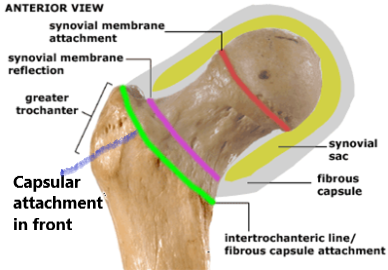 ANTERIOR VIEW
synovial membrane
attachment
synovial membrane
reflection
greater
trochanter
Capsular
attachment
in front
synovial
sac
fibrous
capsule
intertrochanteric line/
fibrous capsule attachment